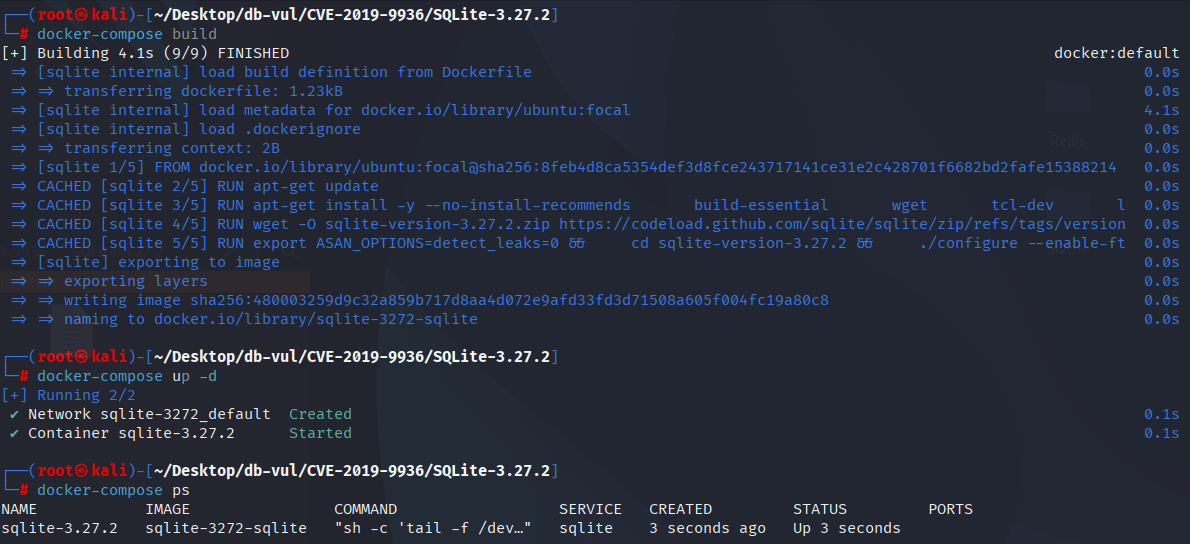 ┌──(root㉿kali)-[~/Desktop/db-vul/CVE-2019-9936/SQLite-3.27.2]
└─# docker-compose build
[+] Building 4.1s (9/9) FINISHED docker:default
=> [sqlite internal] load build definition from Dockerfile 0.0s
=> => transferring dockerfile: 1.23kB 0.0s
=> [sqlite internal] load metadata for docker.io/library/ubuntu:focal 4.1s
=> [sqlite internal] load .dockerignore 0.0s
=> => transferring context: 2B 0.0s
=> [sqlite 1/5] FROM docker.io/library/ubuntu:focal@sha256:8feb4d8ca5354def3d8fce243717141ce31e2c428701f6682bd2fafe15388214 0.0s
=> CACHED [sqlite 2/5] RUN apt-get update 0.0s
=> CACHED [sqlite 3/5] RUN apt-get install -y --no-install-recommends build-essential wget tcl-dev l 0.0s
=> CACHED [sqlite 4/5] RUN wget -O sqlite-version-3.27.2.zip https://codeload.github.com/sqlite/sqlite/zip/refs/tags/version 0.0s
=> CACHED [sqlite 5/5] RUN export ASAN_OPTIONS=detect_leaks=0 && cd sqlite-version-3.27.2 && ./configure --enable-ft 0.0s
=> [sqlite] exporting to image 0.0s
=> => exporting layers 0.0s
=> => writing image sha256:480003259d9c32a859b717d8aa4d072e9afd33fd3d71508a605f004fc19a80c8 0.0s
=> => naming to docker.io/library/sqlite-3272-sqlite 0.0s
┌──(root㉿kali)-[~/Desktop/db-vul/CVE-2019-9936/SQLite-3.27.2]
└─# docker-compose up -d
[+] Running 2/2
✔ Network sqlite-3272_default Created 0.1s
✔ Container sqlite-3.27.2 Started 0.1s
┌──(root㉿kali)-[~/Desktop/db-vul/CVE-2019-9936/SQLite-3.27.2]
└─# docker-compose ps
NAME IMAGE COMMAND SERVICE CREATED STATUS PORTS
sqlite-3.27.2 sqlite-3272-sqlite "sh -c 'tail -f /dev…" sqlite 3 seconds ago Up 3 seconds
Redis